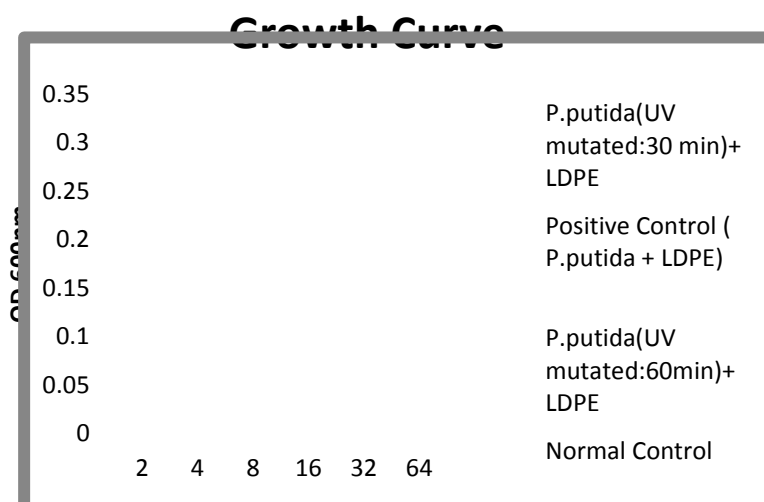 Growth Curve
0.35
0.3
0.25
0.2
0.15
0.1
0.05
0
OD 600nm
2 4 8 16 32 64
P.putida(UV
mutated:30 min)+
LDPE
Positive Control (
P.putida + LDPE)
P.putida(UV
mutated:60min)+
LDPE
Normal Control